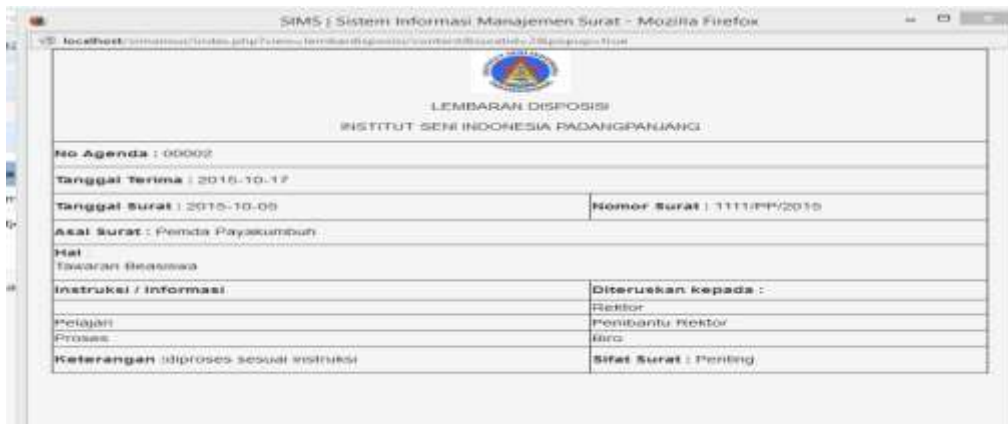 SIMS | Sistem Informasi Manajemen Surat - Mozilla Firefox
LEMBARAN DISPOSISI
INSTITUT SENI INDONESIA PADANGPANJANG
No Agenda : 00002
Tanggal Terima : 2015-10-17
Tanggal Surat : 2015-10-05 Nomor Surat : 1111/PP/2015
Asal Surat : Pemda Payakumbuh
Hal :
Tawaran Beasiswa
Instruksi / Informasi Diteruskan kepada :
Rektor
Pelajari Pembantu Rektor
Proses Biro
Keterangan :diproses sesuai instruksi Sifat Surat : Penting